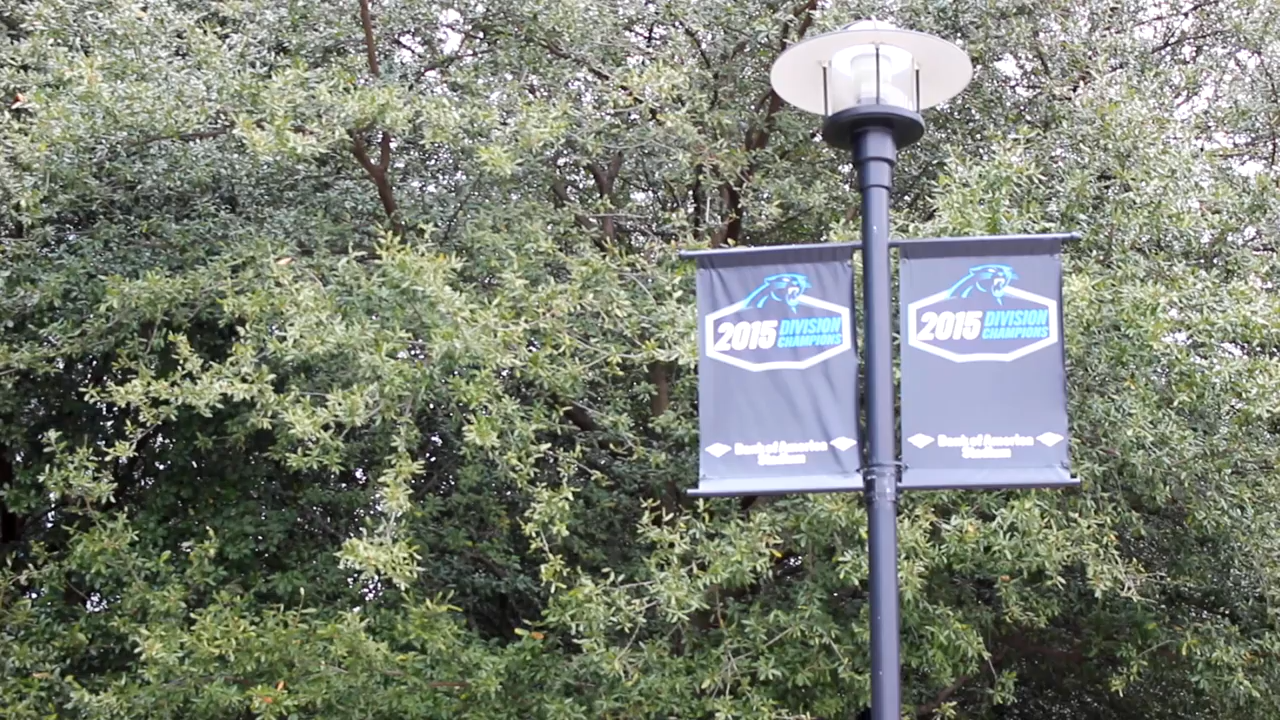 2015 DIVISION
CHAMPIONS
Bank of America
Stadium
2015 DIVISION
CHAMPIONS
Bank of America
Stadium